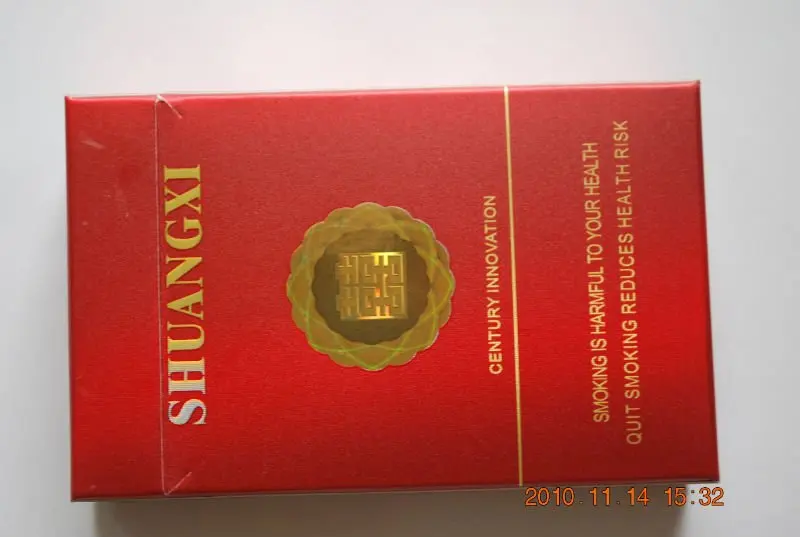 SHUANGXI
囍
CENTURY INNOVATION
SMOKING IS HARMFUL TO YOUR HEALTH
QUIT SMOKING REDUCES HEALTH RISK
2010.11.14 15:32